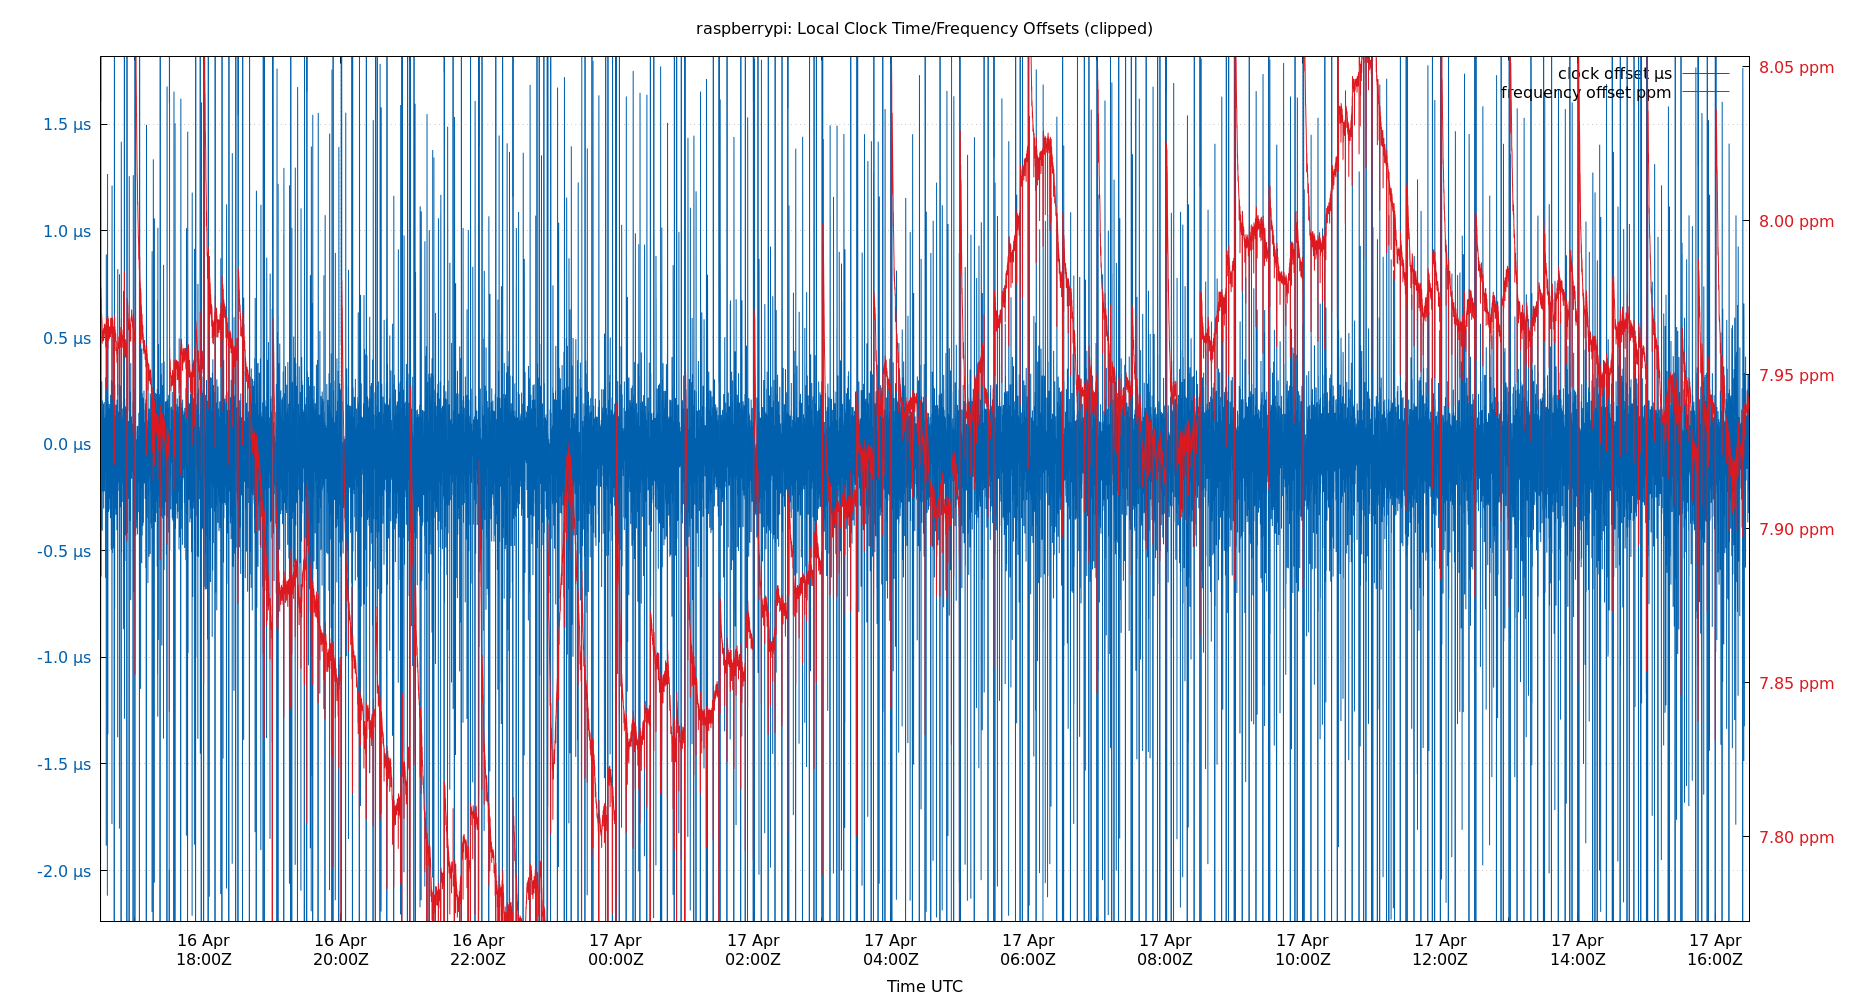 raspberrypi: Local Clock Time/Frequency Offsets (clipped)
clock offset µs
frequency offset ppm
1.5 µs
1.0 µs
0.5 µs
0.0 µs
-0.5 µs
-1.0 µs
-1.5 µs
-2.0 µs
8.05 ppm
8.00 ppm
7.95 ppm
7.90 ppm
7.85 ppm
7.80 ppm
16 Apr 16 Apr 16 Apr 17 Apr 17 Apr 17 Apr 17 Apr 17 Apr 17 Apr 17 Apr 17 Apr 17 Apr
18:00Z 20:00Z 22:00Z 00:00Z 02:00Z 04:00Z 06:00Z 08:00Z 10:00Z 12:00Z 14:00Z 16:00Z
Time UTC